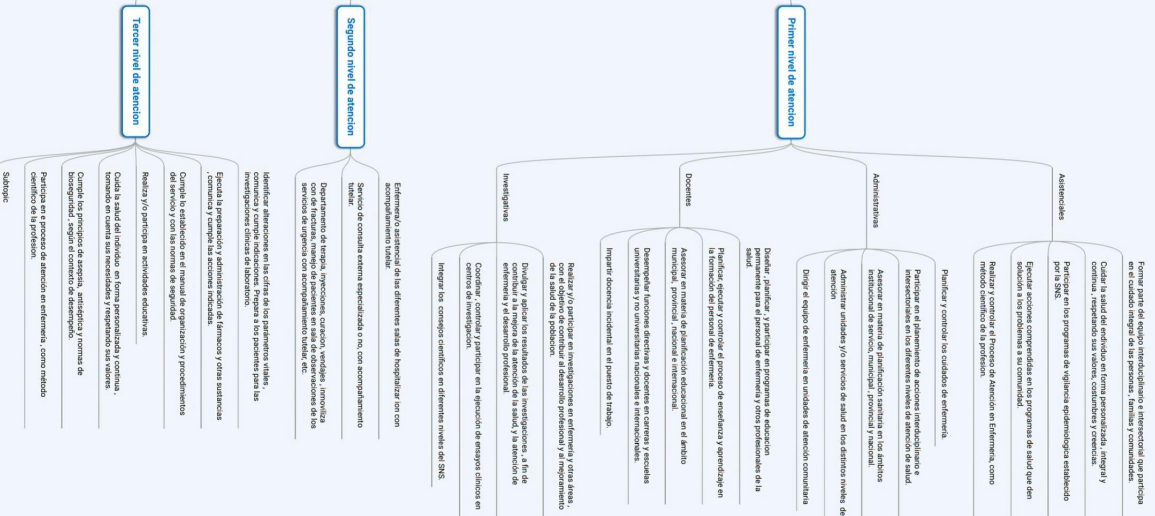 Primer nivel de atencion
Asistenciales
Formar parte del equipo interdisciplinario e intersectorial que participa
en el cuidado integral de las personas , familias y comunidades.
Cuidar la salud del individuo en forma personalizada , integral y
continua , respetando sus valores, costumbres y creencias.
Participar en los programas de vigilancia epidemiologica establecido
por la SNS.
Ejecutar acciones comprendidas en los programas de salud que den
solución a los problemas a su comunidad.
Realizar y controlar el Proceso de Atención en Enfermería, como
método científico de la profesion.
Administrativas
Planificar y controlar los cuidados de enfermería.
Participar en el planeamiento de acciones interdiciplinario e
intersectoriales en los diferentes niveles de atención de salud.
Asesorar en materia de planificación sanitaria en los ámbitos
institucional de servicio, municipal , provincial y nacional.
Administrar unidades y/o servicios de salud en los distintos niveles de
atención
Dirigir el equipo de enfermería en unidades de atención comunitaria
Docentes
Diseñar , planificar , y participar en programas de educacion
permanente para el personal de enfermería y otros profesionales de la
salud.
Planificar, ejecutar y controlar el proceso de enseñanza y aprendizaje en
la formación del personal de enfermería.
Asesorar en materia de planificación educacional en el ámbito
municipal, provincial , nacional e internacional.
Desempeñar funciones directivas y docentes en carreras y escuelas
universitarias y no universitarias nacionales e internacionales.
Impartir docencia incidental en el puesto de trabajo.
Investigativas
Realizar y/o participar en investigaciones en enfermería y otras áreas ,
con el objetivo de contribuir al desarrollo profesional y al mejoramiento
de la salud de la poblacion.
Divulgar y aplicar los resultados de las investigaciones , a fin de
contribuir a la mejora de la atención de la salud, y la atención de
enfermería y el desarrollo profesional.
Coordinar , controlar y participar en la ejecución de ensayos clínicos en
centros de investigacion.
Integrar los consejos científicos en diferentes niveles del SNS.
Segundo nivel de atencion
Enfermera/o asistencial de las diferentes salas de hospitalizar ion con
acompañamiento tutelar.
Servicio de consulta externa especializada o no, con acompañamiento
tutelar.
Departamento de terapia, inyecciones, curacion, vendajes , inmoviliza
con de fracturas, manejo de pacientes en sala de observaciones de los
servicios de urgencia con acompañamiento tutelar, etc.
Tercer nivel de atencion
Identificar alteraciones en las cifras de los parámetros vitales ,
comunica y cumple indicaciones. Prepara a los pacientes para las
investigaciones clínicas de laboratorio.
Ejecuta la preparación y administración de fármacos y otras sustancias
, comunica y cumple las acciones indicadas.
Cumple lo establecido en el manual de organización y procedimientos
del servicio y con las normas de seguridad.
Realiza y/o participa en actividades educativas.
Cuida la salud del individuo en forma personalizada y continua ,
tomando en cuenta sus necesidades y respetando sus valores.
Cumple los principios de asepsia, antiséptica y normas de
bioseguridad , según el contexto de desempeño.
Participa en e proceso de atención en enfermería , como método
científico de la profesion.
Subtopic